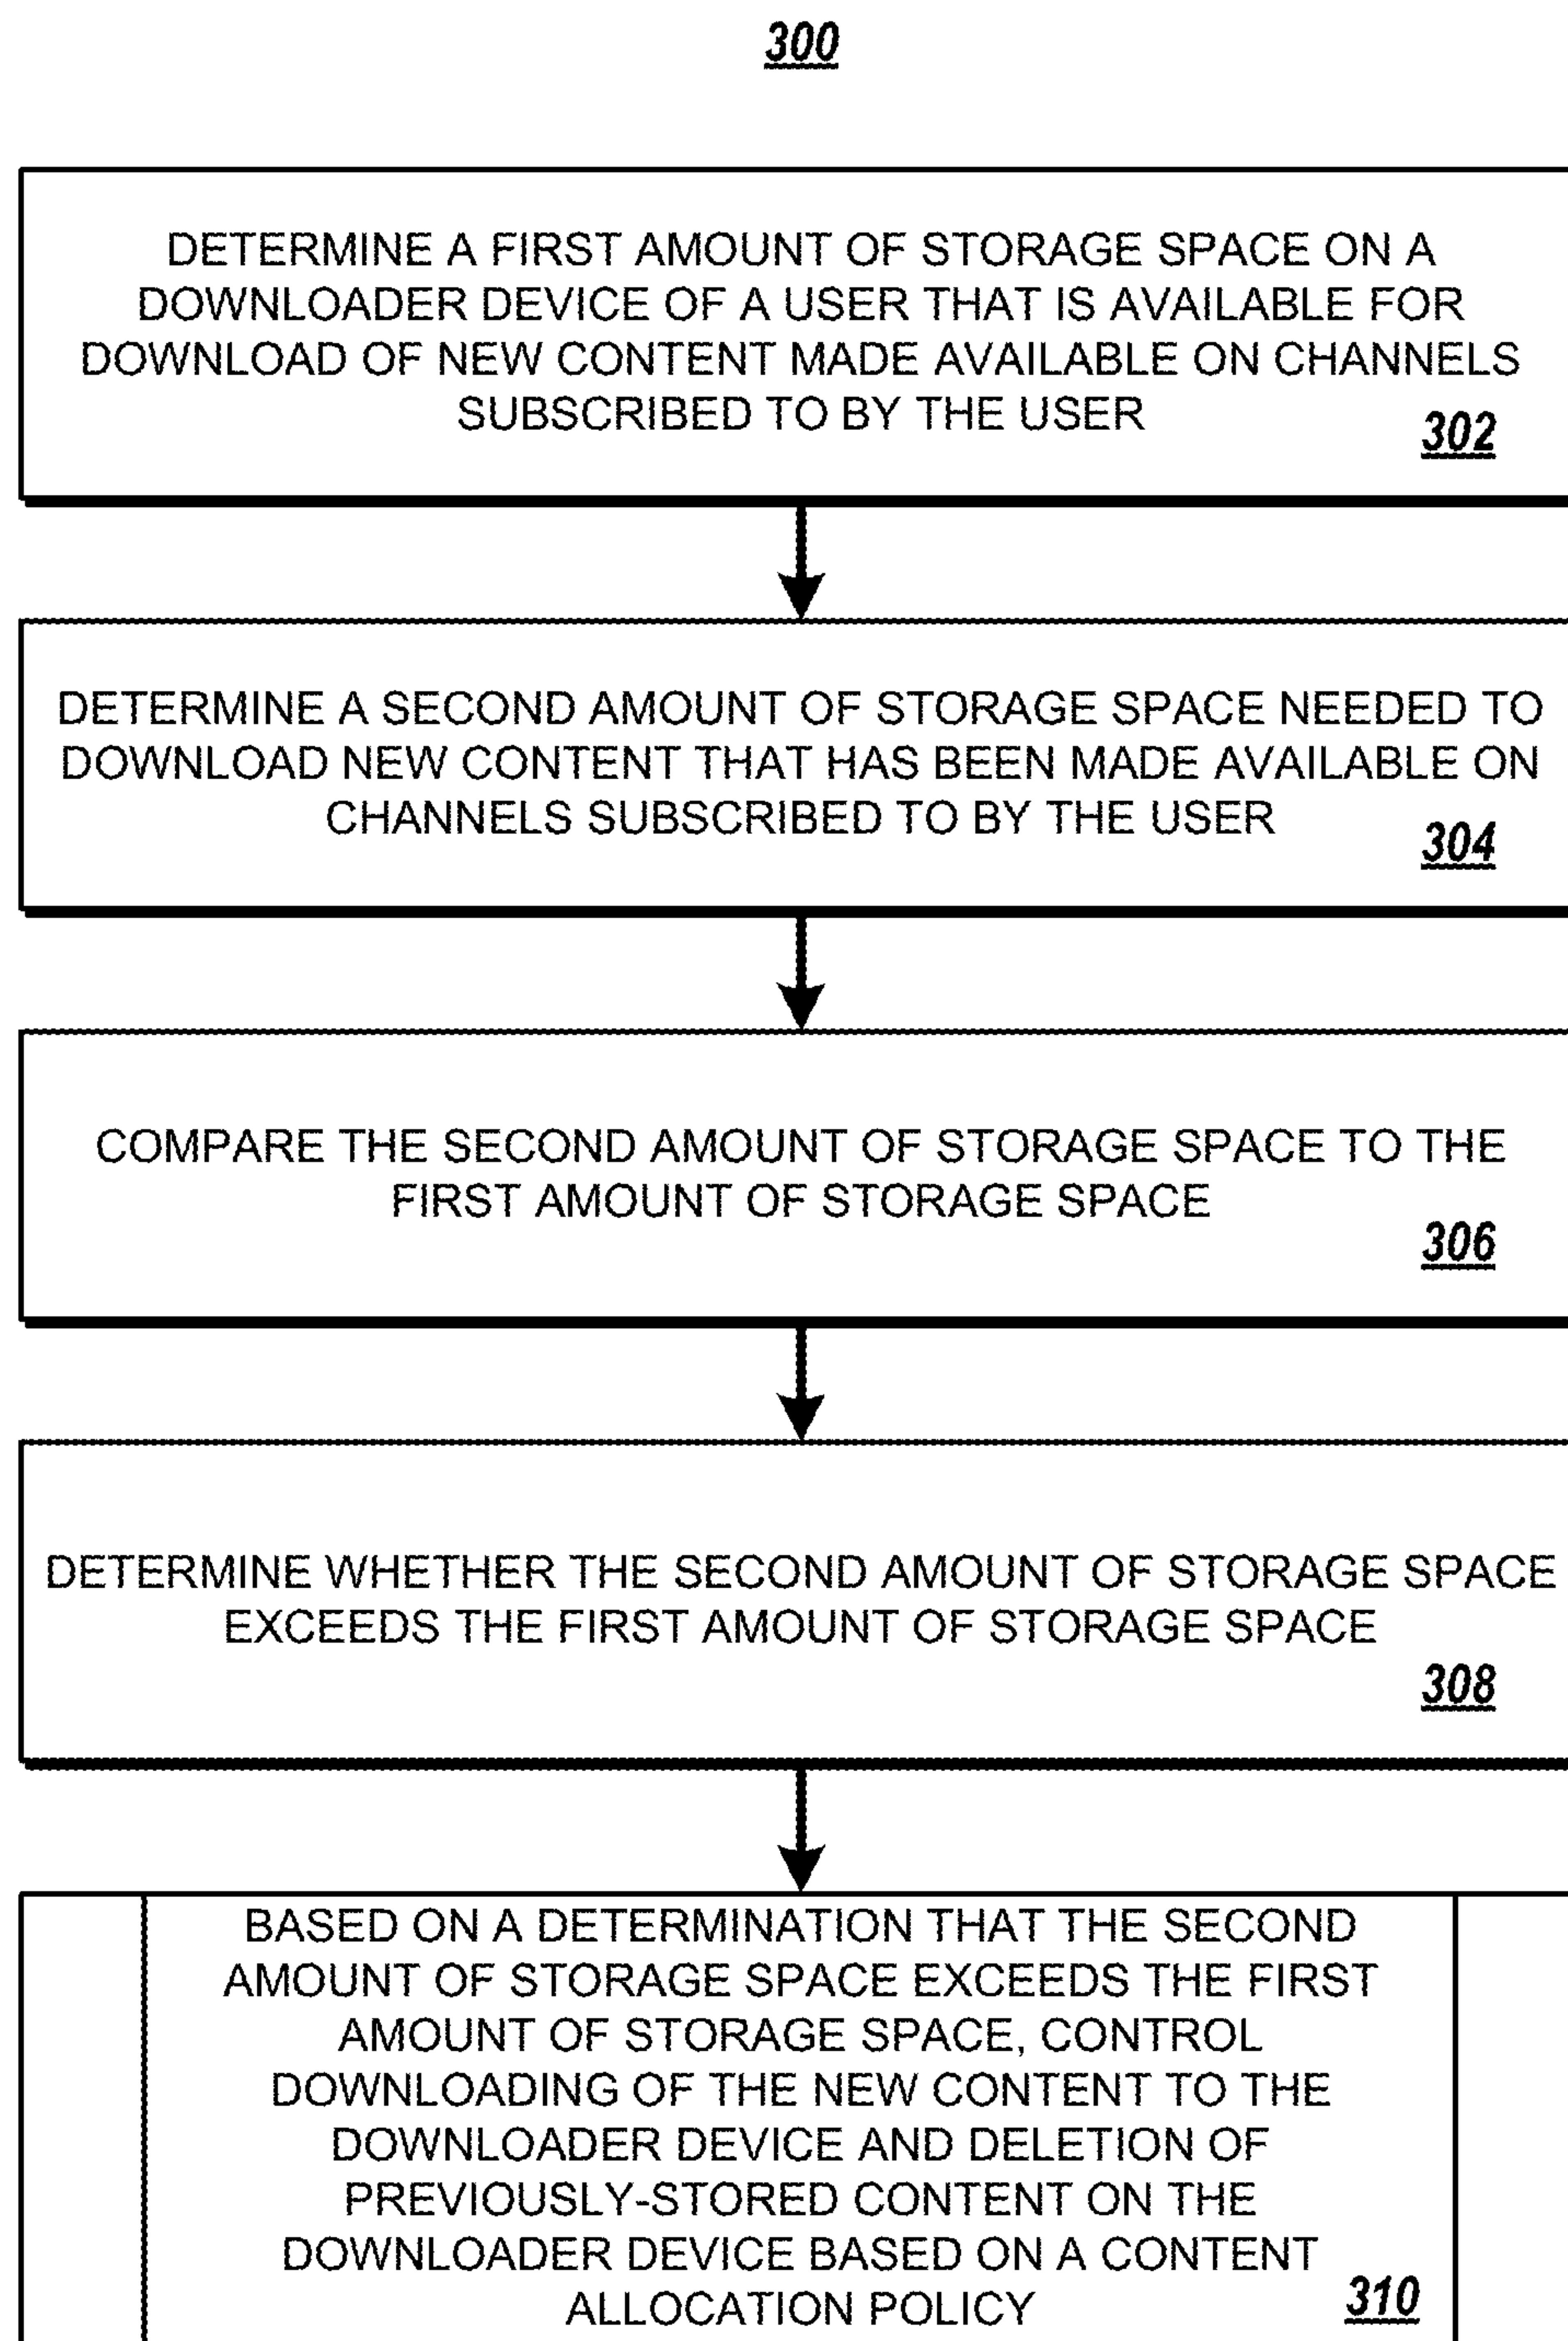 300
DETERMINE A FIRST AMOUNT OF STORAGE SPACE ON A
DOWNLOADER DEVICE OF A USER THAT IS AVAILABLE FOR
DOWNLOAD OF NEW CONTENT MADE AVAILABLE ON CHANNELS
SUBSCRIBED TO BY THE USER
302
DETERMINE A SECOND AMOUNT OF STORAGE SPACE NEEDED TO
DOWNLOAD NEW CONTENT THAT HAS BEEN MADE AVAILABLE ON
CHANNELS SUBSCRIBED TO BY THE USER
304
COMPARE THE SECOND AMOUNT OF STORAGE SPACE TO THE
FIRST AMOUNT OF STORAGE SPACE
306
DETERMINE WHETHER THE SECOND AMOUNT OF STORAGE SPACE
EXCEEDS THE FIRST AMOUNT OF STORAGE SPACE
308
BASED ON A DETERMINATION THAT THE SECOND
AMOUNT OF STORAGE SPACE EXCEEDS THE FIRST
AMOUNT OF STORAGE SPACE, CONTROL
DOWNLOADING OF THE NEW CONTENT TO THE
DOWNLOADER DEVICE AND DELETION OF
PREVIOUSLY-STORED CONTENT ON THE
DOWNLOADER DEVICE BASED ON A CONTENT
ALLOCATION POLICY
310